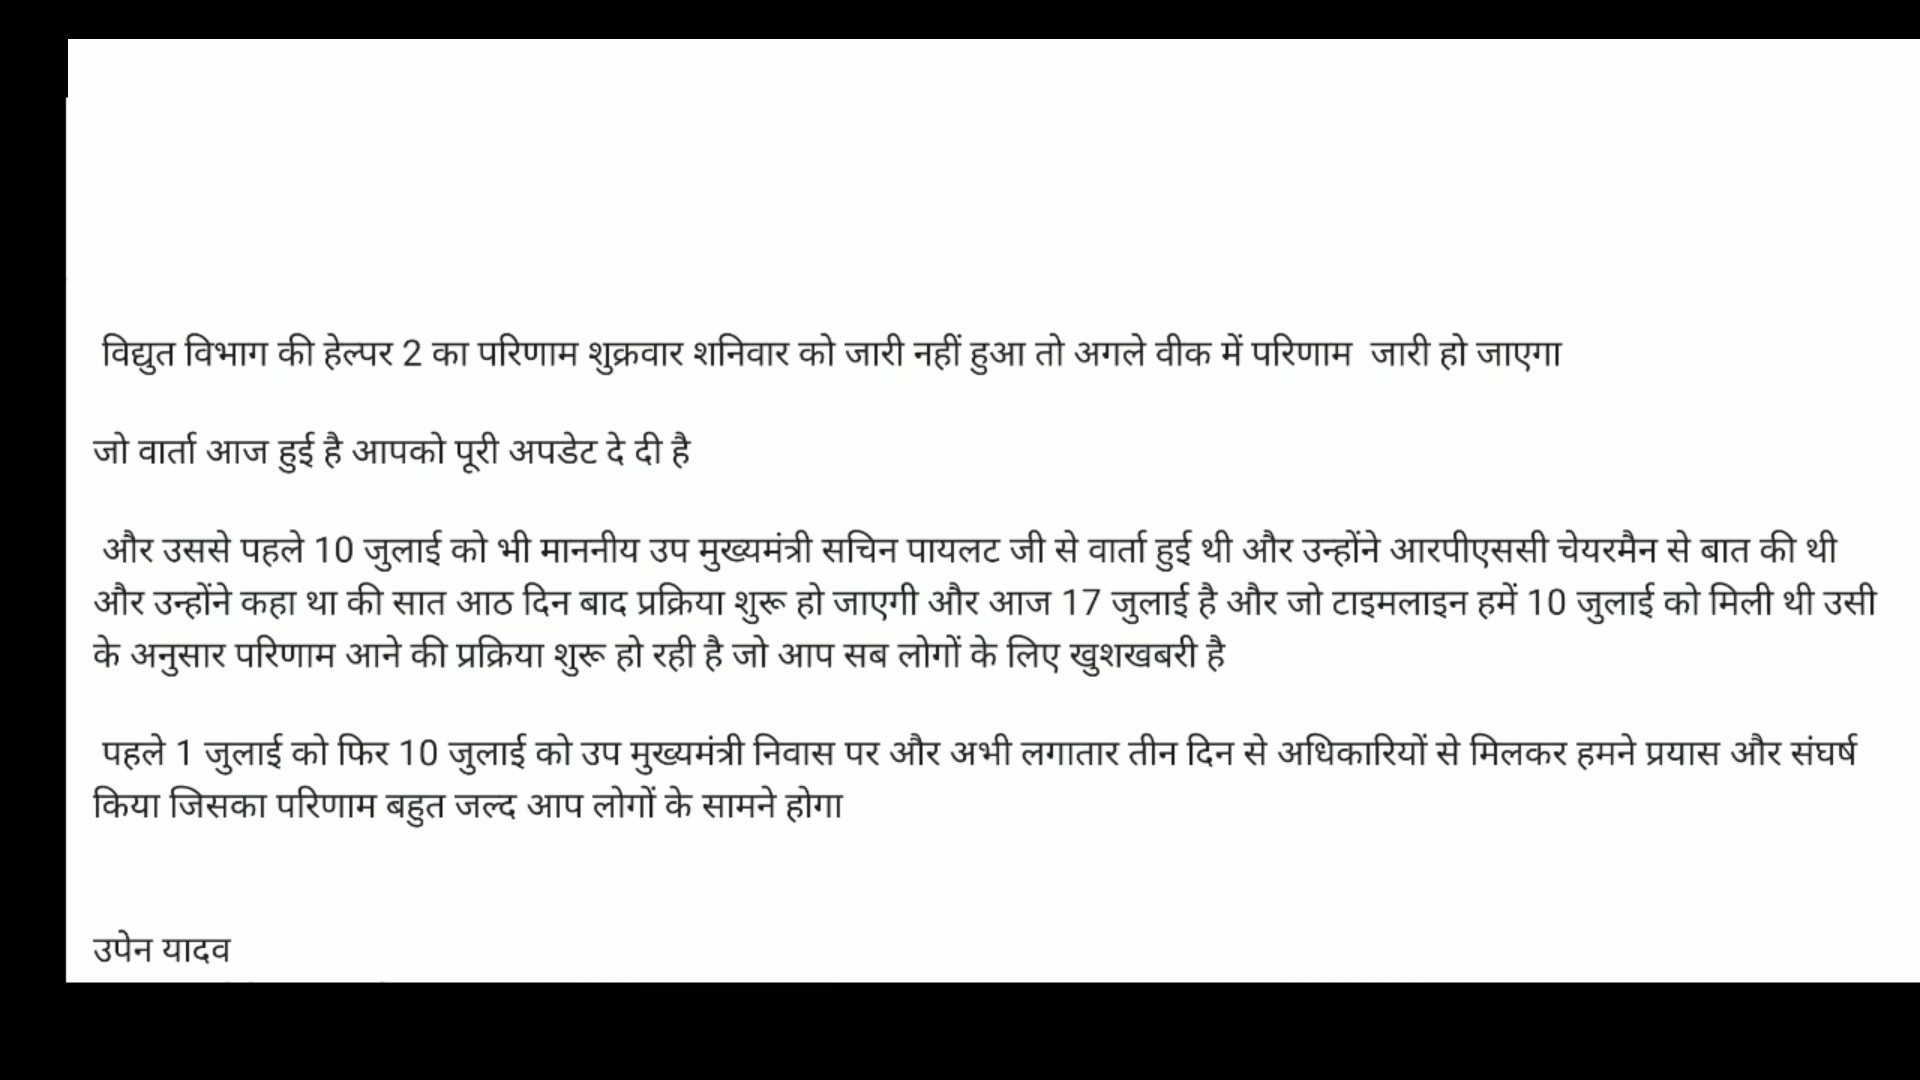 विद्युत विभाग की हेल्पर 2 का परिणाम शुक्रवार शनिवार को जारी नहीं हुआ तो अगले वीक में परिणाम जारी हो जाएगा
जो वार्ता आज हुई है आपको पूरी अपडेट दे दी है
और उससे पहले 10 जुलाई को भी माननीय उप मुख्यमंत्री सचिन पायलट जी से वार्ता हुई थी और उन्होंने आरपीएससी चेयरमैन से बात की थी
और उन्होंने कहा था की सात आठ दिन बाद प्रक्रिया शुरू हो जाएगी और आज 17 जुलाई है और जो टाइमलाइन हमें 10 जुलाई को मिली थी उसी
के अनुसार परिणाम आने की प्रक्रिया शुरू हो रही है जो आप सब लोगों के लिए खुशखबरी है
पहले 1 जुलाई को फिर 10 जुलाई को उप मुख्यमंत्री निवास पर और अभी लगातार तीन दिन से अधिकारियों से मिलकर हमने प्रयास और संघर्ष
किया जिसका परिणाम बहुत जल्द आप लोगों के सामने होगा
उपेन यादव